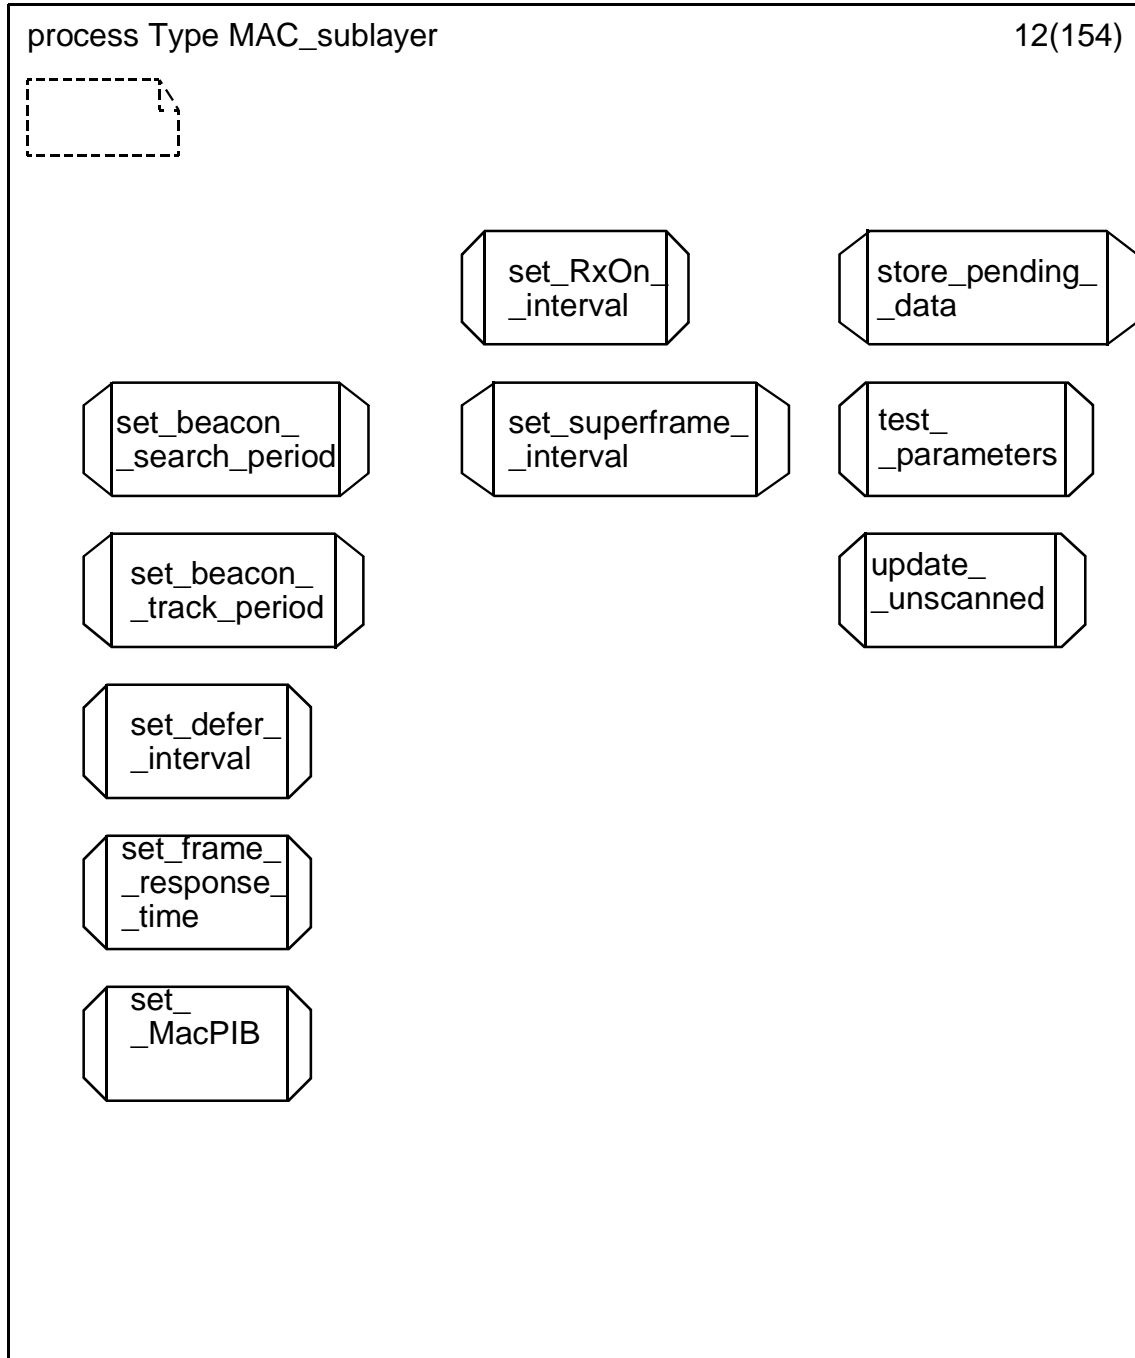 process Type MAC_sublayer
12(154)
set_RxOn_
_interval
store_pending_
_data
set_beacon_
_search_period
set_superframe_
_interval
test_
_parameters
set_beacon_
_track_period
update_
_unscanned
set_defer_
_interval
set_frame_
_response_
_time
set_
_MacPIB